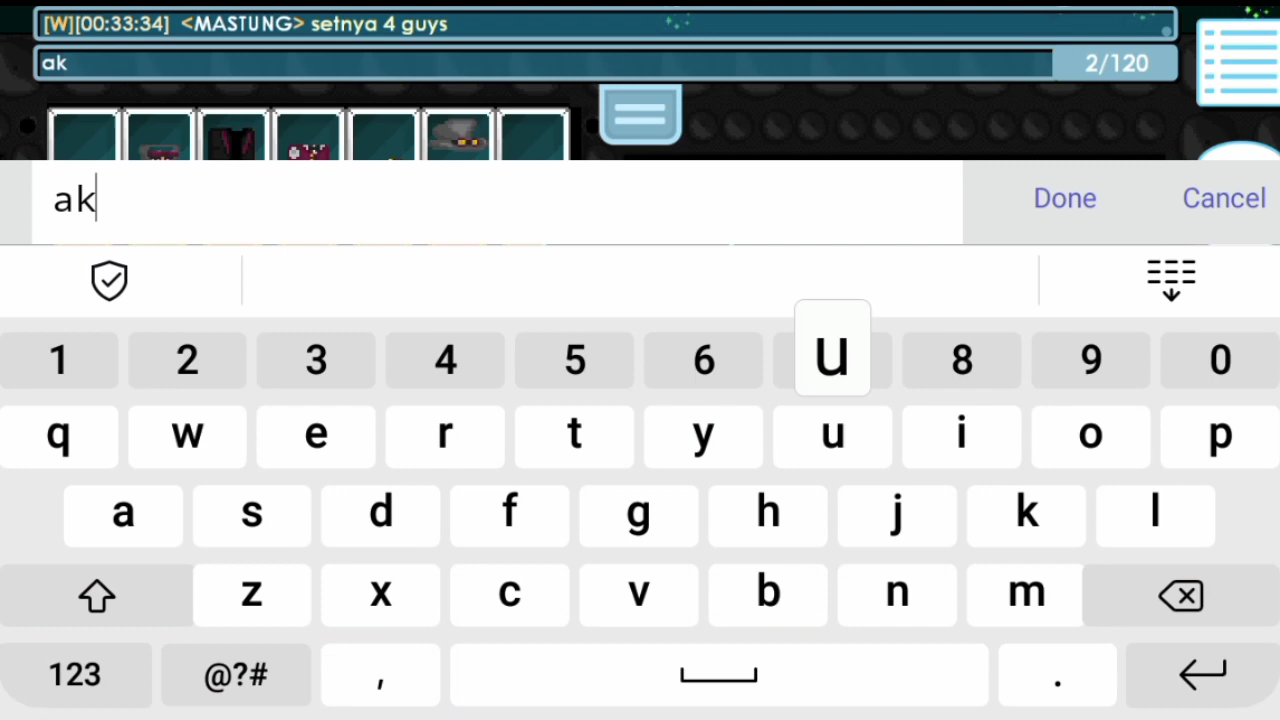 [W][00:33:34] <MASTUNG> setnya 4 guys
ak 2/120
ak Done Cancel
u
1 2 3 4 5 6 8 9 0
q w e r t y u i o p
a s d f g h j k l
z x c v b n m
123 @?# , .